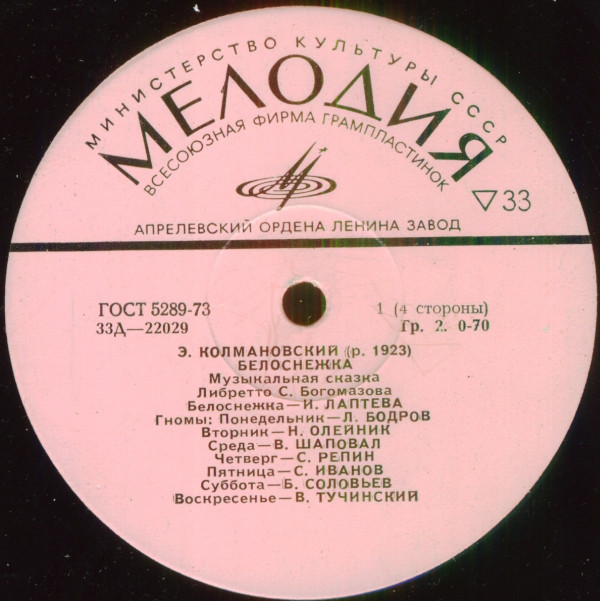 МИНИСТЕРСТВО КУЛЬТУРЫ СССР
МЕЛОДИЯ
ВСЕСОЮЗНАЯ ФИРМА ГРАМПЛАСТИНОК
▽33
АПРЕЛЕВСКИЙ ОРДЕНА ЛЕНИНА ЗАВОД
ГОСТ 5289-73
33Д—22029
1 (4 стороны)
Гр. 2. 0-70
Э. КОЛМАНОВСКИЙ (р. 1923)
БЕЛОСНЕЖКА
Музыкальная сказка
Либретто С. Богомазова
Белоснежка—И. ЛАПТЕВА
Гномы: Понедельник—Л. БОДРОВ
Вторник—Н. ОЛЕЙНИК
Среда—В. ШАПОВАЛ
Четверг—С. РЕПИН
Пятница—С. ИВАНОВ
Суббота—Б. СОЛОВЬЕВ
Воскресенье—В. ТУЧИНСКИЙ